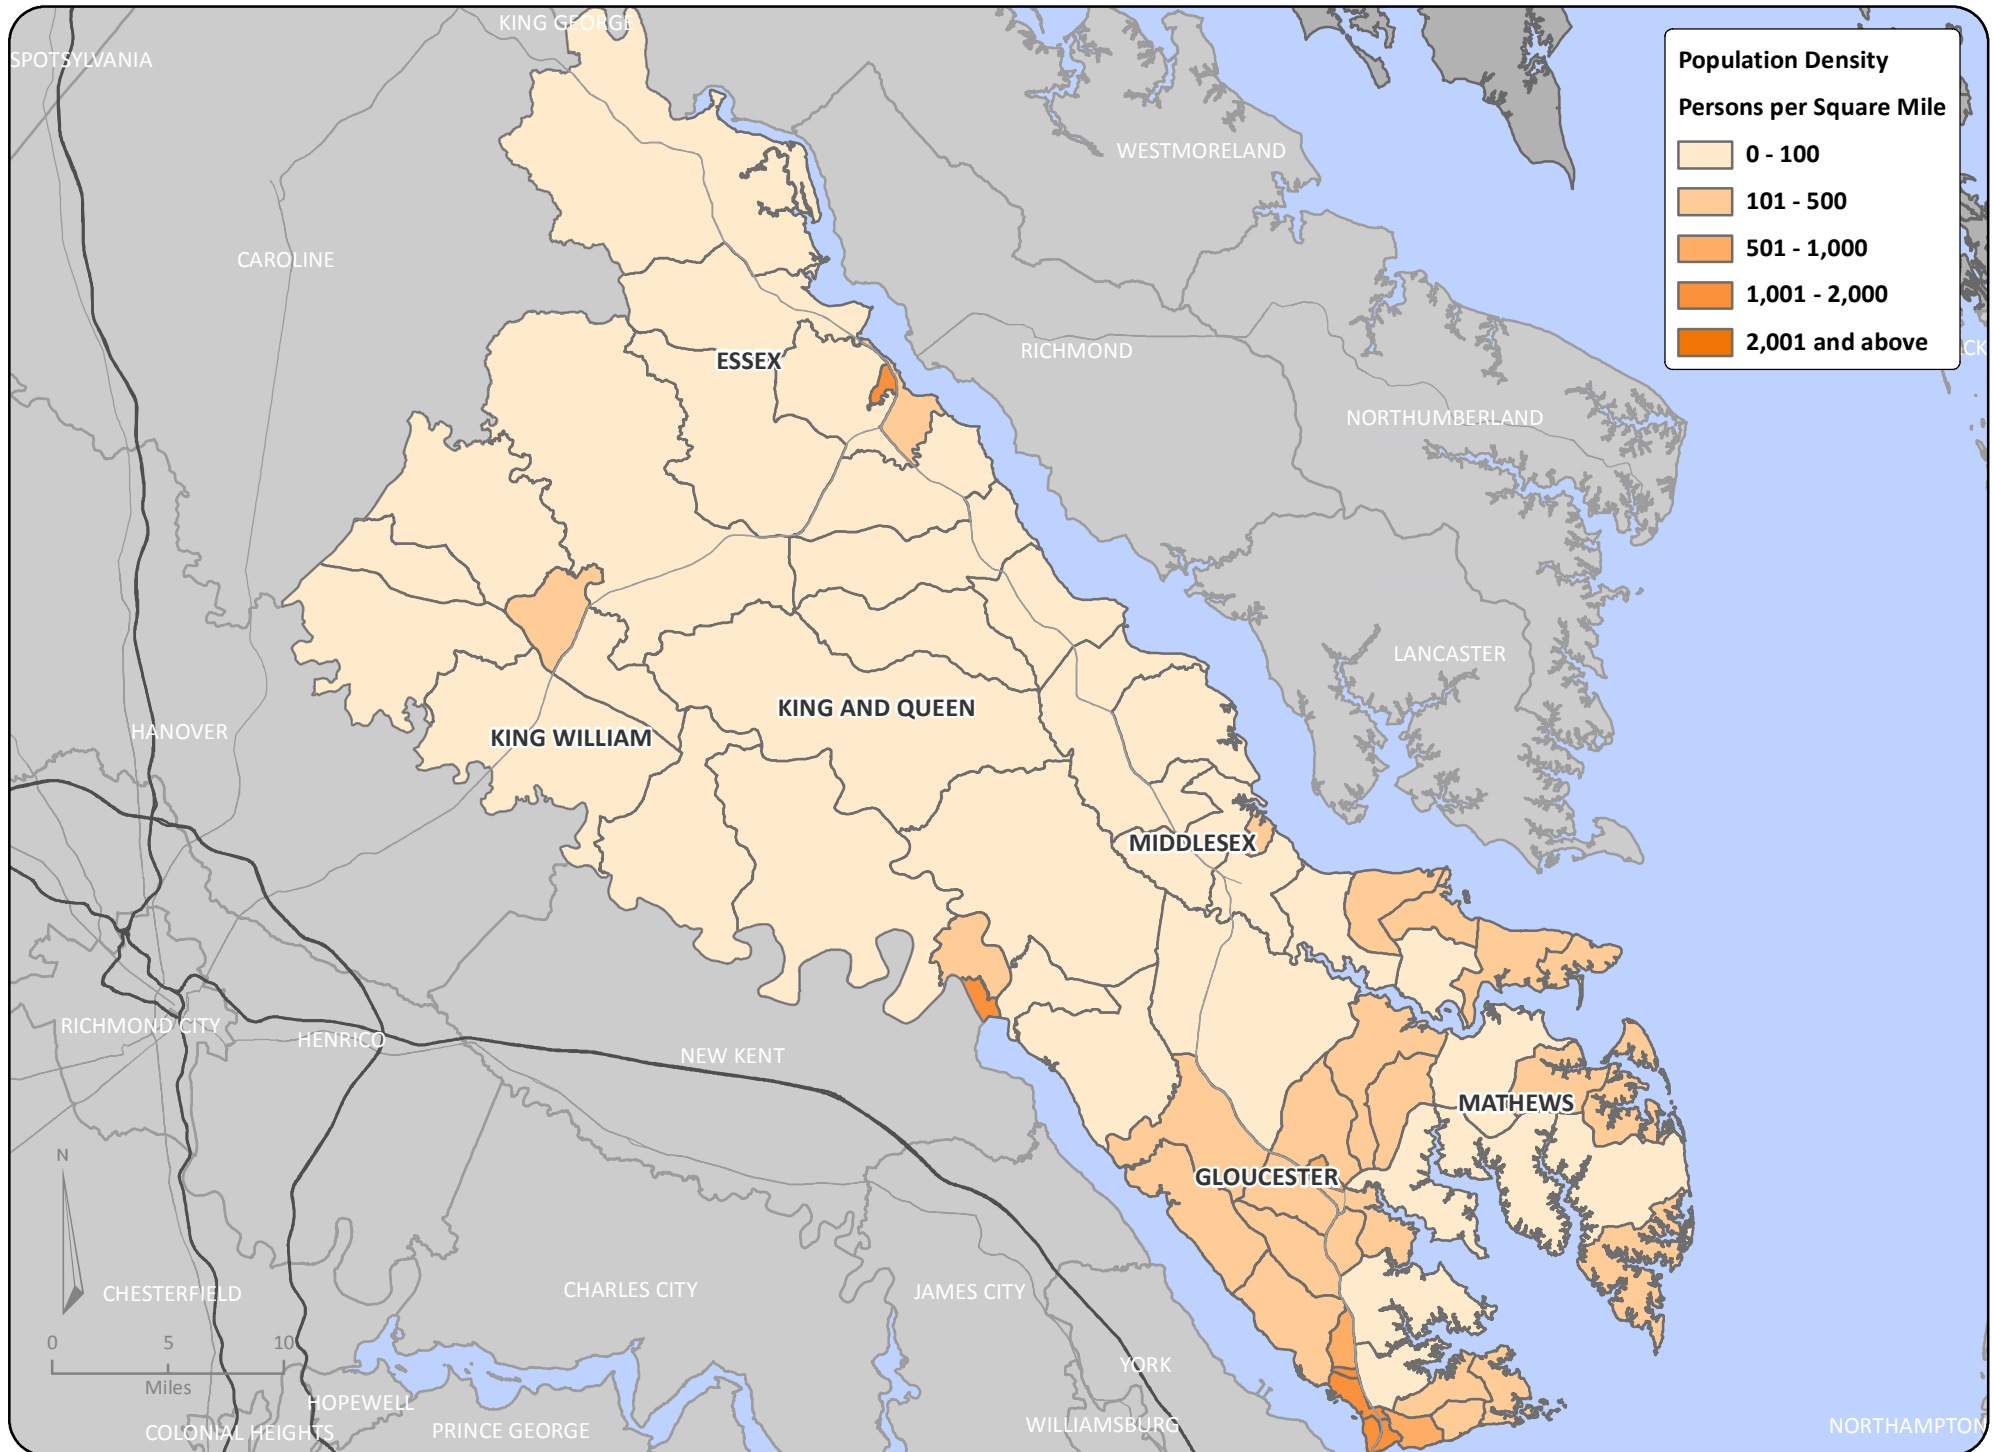 KING GEORGE
SPOTSYLVANIA
Population Density
Persons per Square Mile
0 - 100
101 - 500
501 - 1,000
1,001 - 2,000
2,001 and above
WESTMORELAND
CAROLINE
RICHMOND
CK
ESSEX
NORTHUMBERLAND
LANCASTER
KING AND QUEEN
HANOVER
KING WILLIAM
MIDDLESEX
RICHMOND CITY
HENRICO
NEW KENT
MATHEWS
N
GLOUCESTER
CHESTERFIELD
CHARLES CITY
JAMES CITY
0 5 10
Miles
YORK
HOPEWELL
COLONIAL HEIGHTS
PRINCE GEORGE
WILLIAMSBURG
NORTHAMPTON